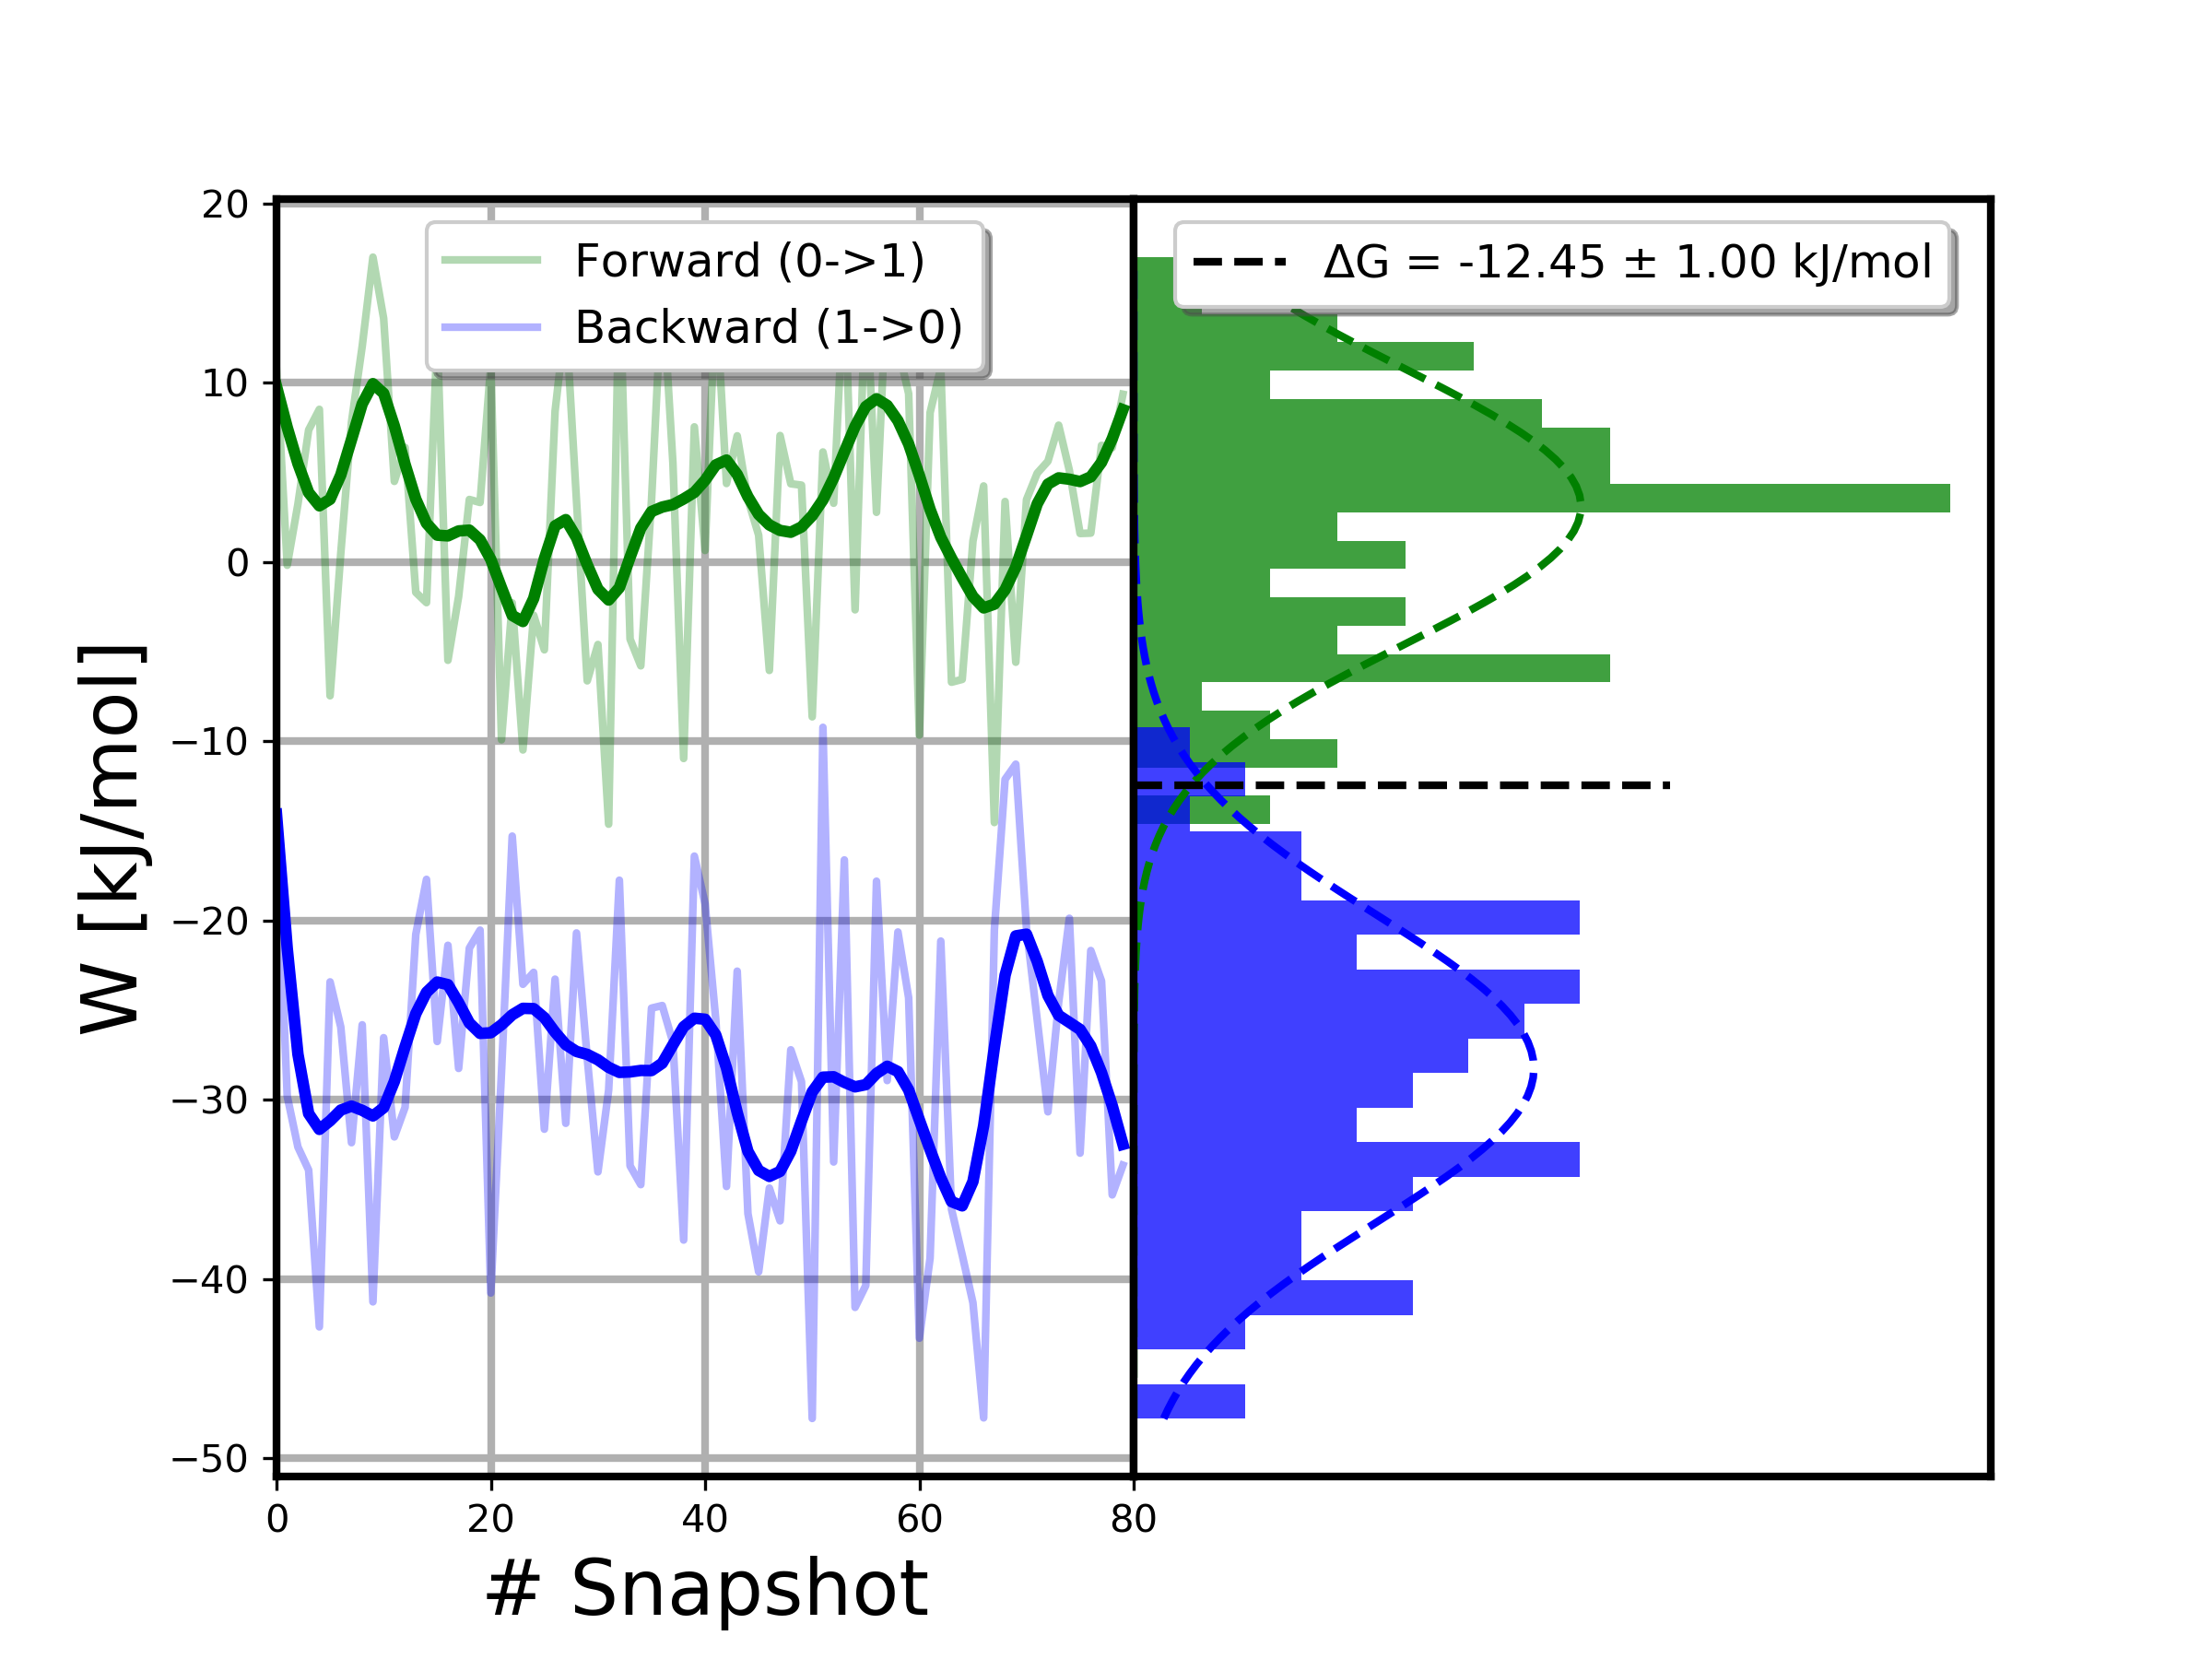 20
10
0
−10
−20
−30
−40
−50
W [kJ/mol]
Forward (0->1)
Backward (1->0)
ΔG = -12.45 ± 1.00 kJ/mol
0 20 40 60 80
# Snapshot